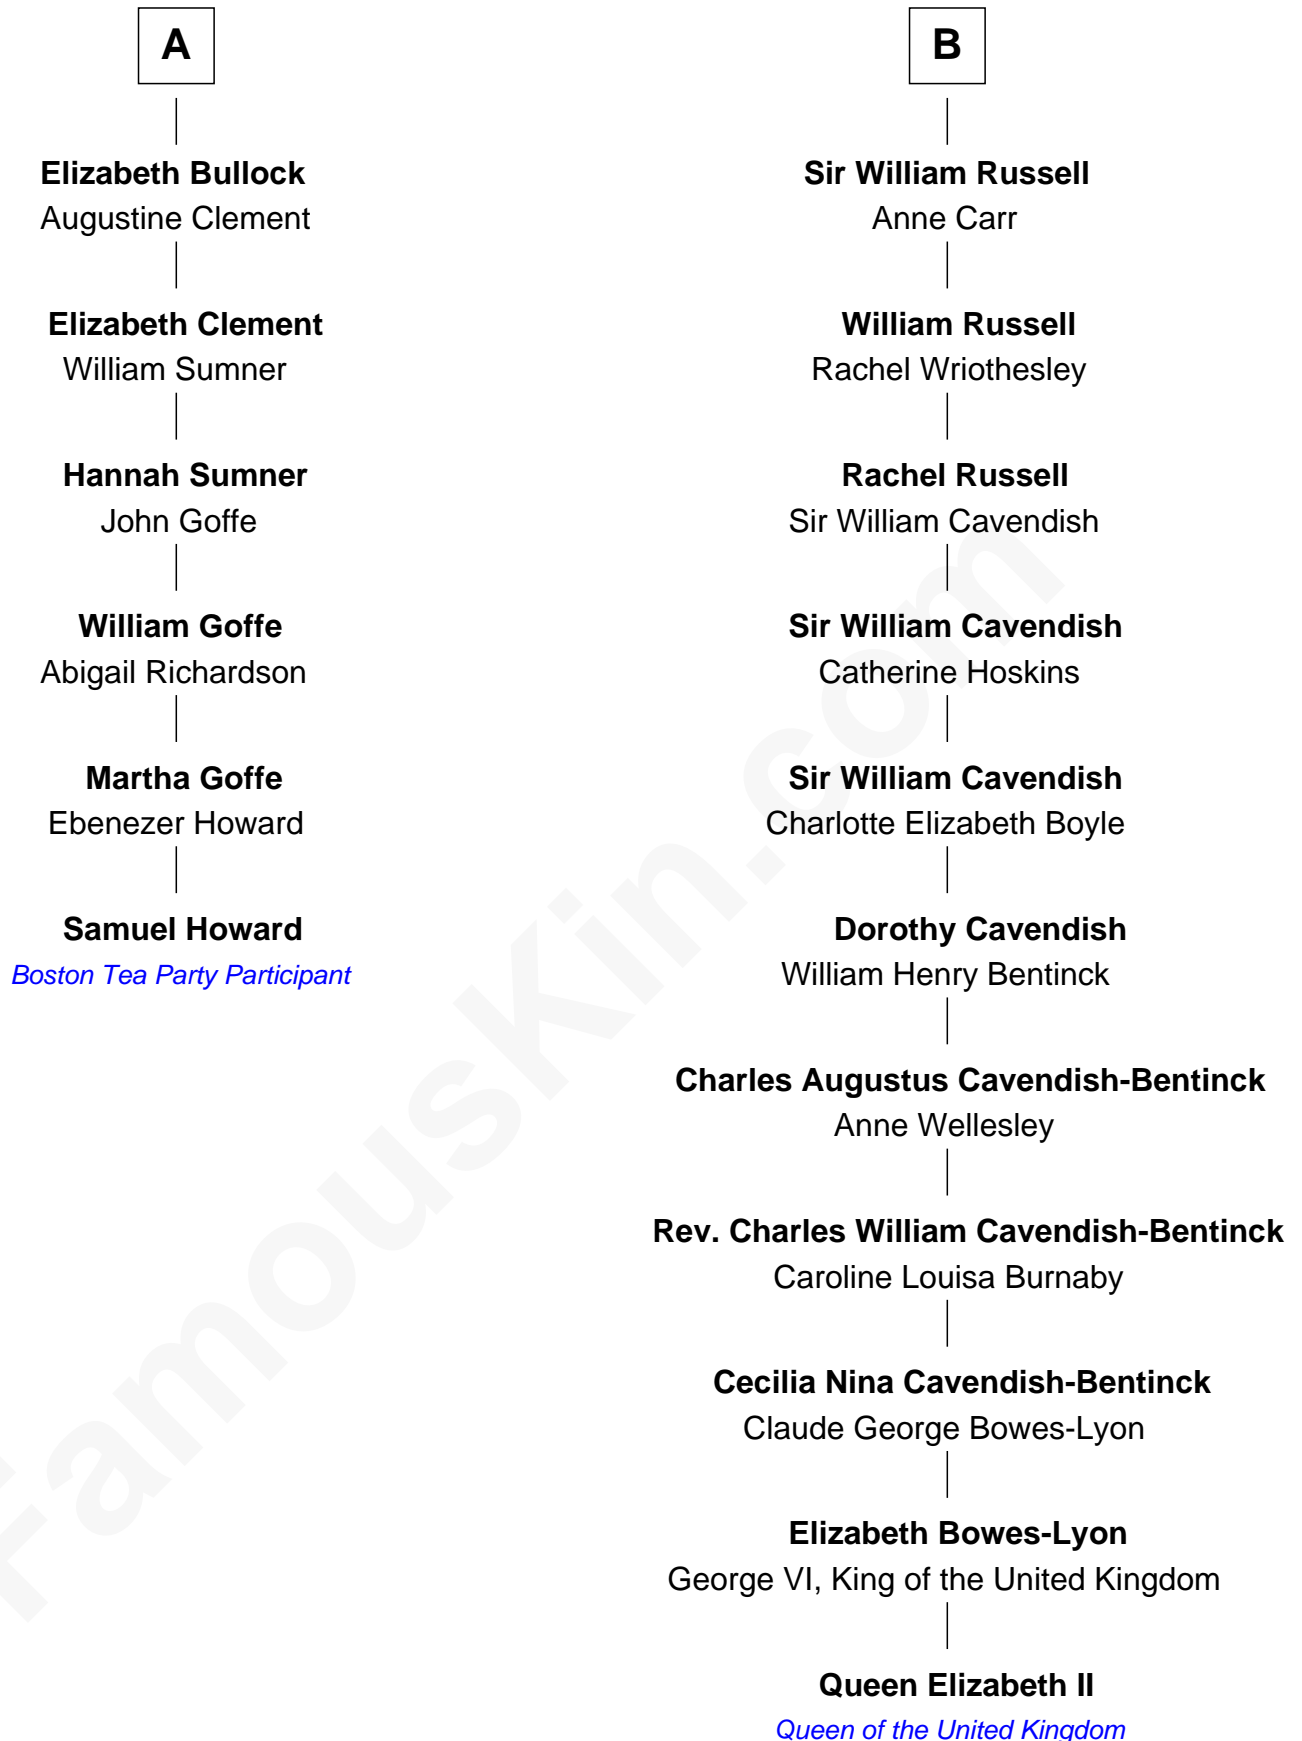 A
Elizabeth Bullock
Augustine Clement
Elizabeth Clement
William Sumner
Hannah Sumner
John Goffe
William Goffe
Abigail Richardson
Martha Goffe
Ebenezer Howard
Samuel Howard
Boston Tea Party Participant
B
Sir William Russell
Anne Carr
William Russell
Rachel Wriothesley
Rachel Russell
Sir William Cavendish
Sir William Cavendish
Catherine Hoskins
Sir William Cavendish
Charlotte Elizabeth Boyle
Dorothy Cavendish
William Henry Bentinck
Charles Augustus Cavendish-Bentinck
Anne Wellesley
Rev. Charles William Cavendish-Bentinck
Caroline Louisa Burnaby
Cecilia Nina Cavendish-Bentinck
Claude George Bowes-Lyon
Elizabeth Bowes-Lyon
George VI, King of the United Kingdom
Queen Elizabeth II
Queen of the United Kingdom
FamousKin.com